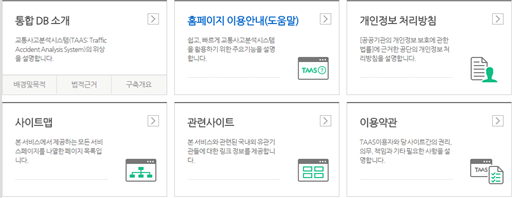 통합 DB 소개
교통사고분석시스템(TAAS: Traffic
Accident Analysis System)의 위상
을 설명합니다.
배경및목적
법적근거
구축개요
홈페이지 이용안내(도움말)
쉽고, 빠르게 교통사고분석시스템
을 활용하기 위한 주요기능을 설명
합니다.
TAAS ?
개인정보 처리방침
[공공기관의 개인정보 보호에 관한
법률]에 근거한 공단의 개인정보 처
리방침을 설명합니다.
사이트맵
본 서비스에서 제공하는 모든 서비
스페이지를 나열한 페이지 목록입
니다.
관련사이트
본 서비스와 관련된 국내외 유관기
관들에 대한 링크 정보를 제공합니
다.
이용약관
TAAS이용자와 당 사이트간의 권리,
의무, 책임과 기타 필요한 사항을 설
명합니다.
TAAS